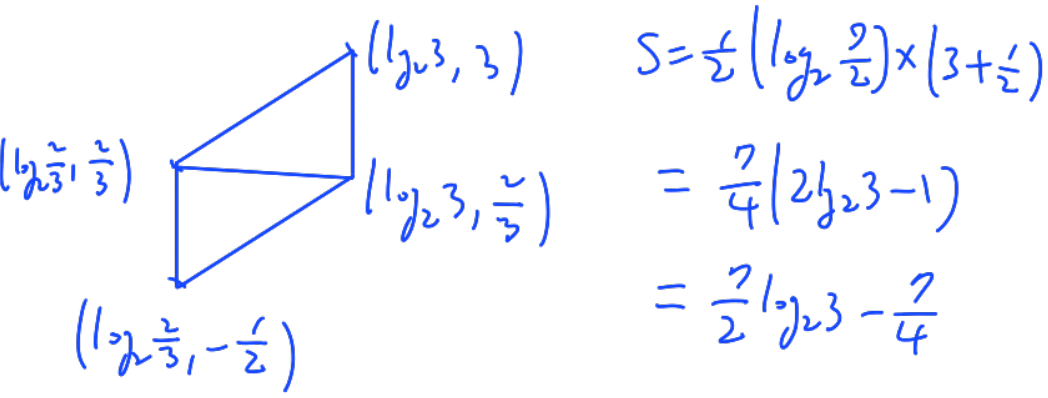 (log₂3, 3)
(log₂ 2/3, 2/3)
(log₂3, 2/3)
(log₂ 2/3, -1/2)
S = 1/2 (log₂ 9/2) × (3 + 1/2)
= 7/4 (2log₂3 - 1)
= 7/2 log₂3 - 7/4